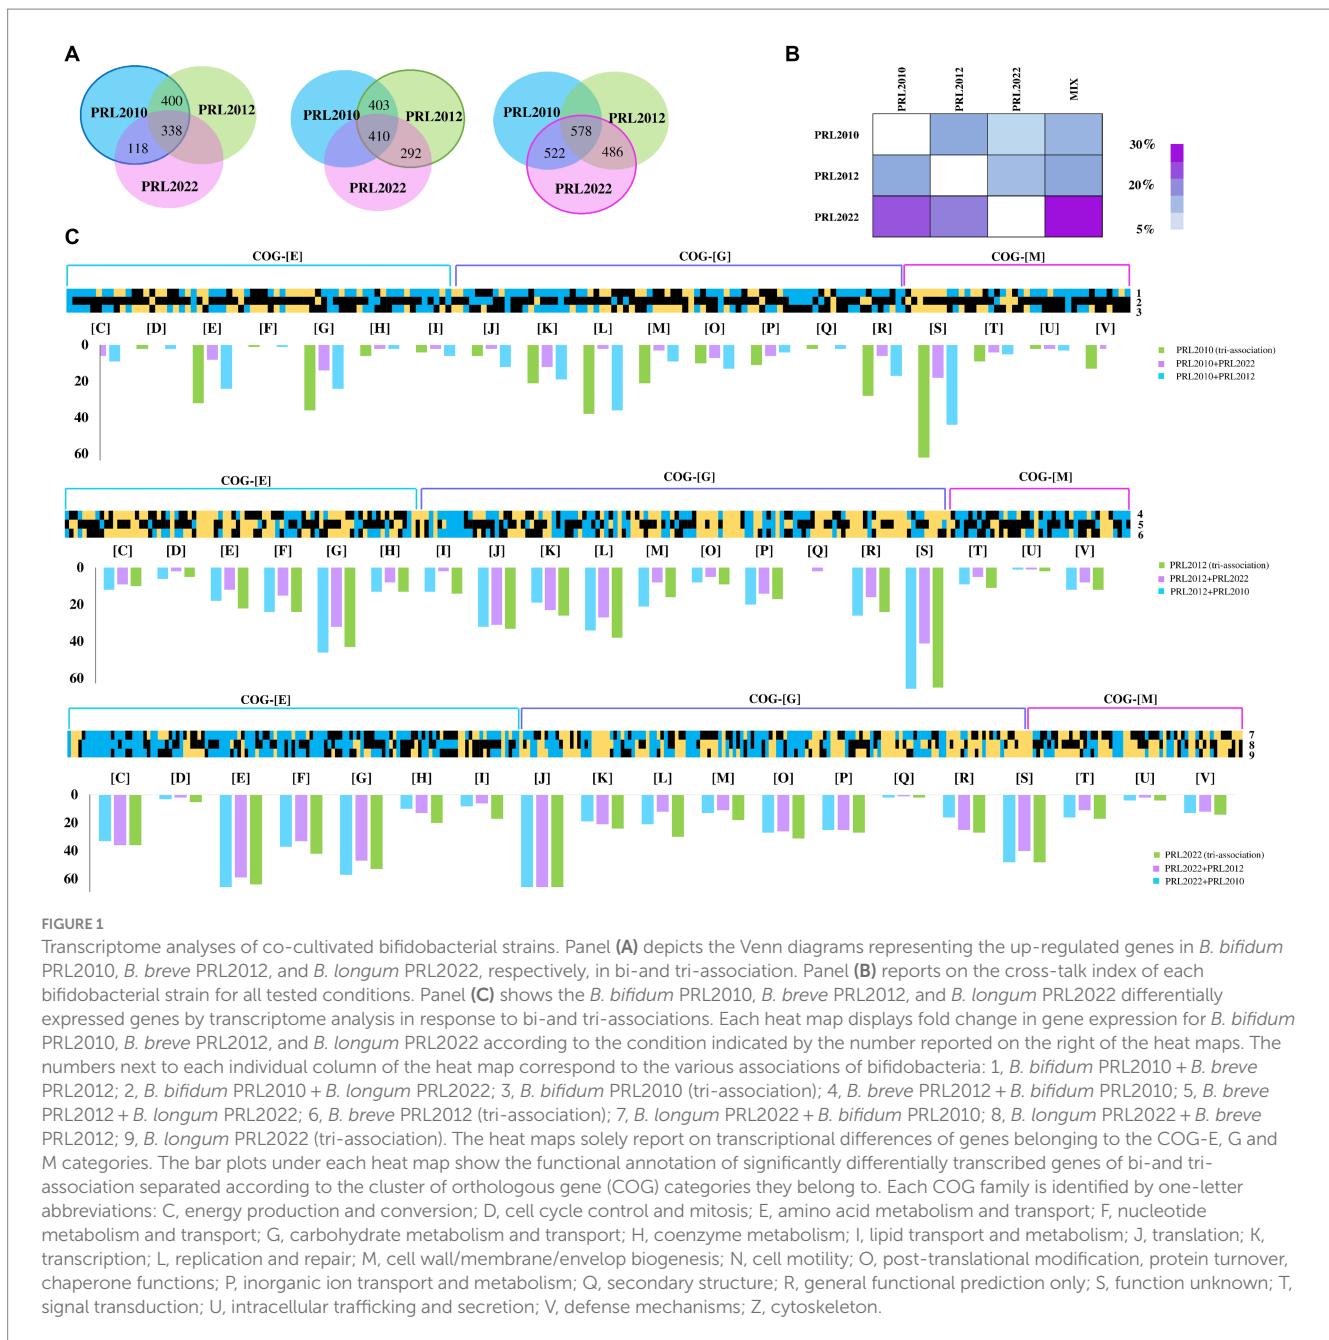 A
PRL2010
400
PRL2012
338
118
PRL2022
PRL2010
403
PRL2012
410
292
PRL2022
PRL2010
PRL2012
578
522
486
PRL2022
B
PRL2010
PRL2012
PRL2022
MIX
PRL2010
PRL2012
PRL2022
30%
20%
5%
C
COG-[E]
COG-[G]
COG-[M]
1
2
3
[C] [D] [E] [F] [G] [H] [I] [J] [K] [L] [M] [O] [P] [Q] [R] [S] [T] [U] [V]
0
20
40
60
PRL2010 (tri-association)
PRL2010+PRL2022
PRL2010+PRL2012
COG-[E]
COG-[G]
COG-[M]
4
5
6
[C] [D] [E] [F] [G] [H] [I] [J] [K] [L] [M] [O] [P] [Q] [R] [S] [T] [U] [V]
0
20
40
60
PRL2012 (tri-association)
PRL2012+PRL2022
PRL2012+PRL2010
COG-[E]
COG-[G]
COG-[M]
7
8
9
[C] [D] [E] [F] [G] [H] [I] [J] [K] [L] [M] [O] [P] [Q] [R] [S] [T] [U] [V]
0
20
40
60
PRL2022 (tri-association)
PRL2022+PRL2012
PRL2022+PRL2010
FIGURE 1
Transcriptome analyses of co-cultivated bifidobacterial strains. Panel (A) depicts the Venn diagrams representing the up-regulated genes in B. bifidum
PRL2010, B. breve PRL2012, and B. longum PRL2022, respectively, in bi-and tri-association. Panel (B) reports on the cross-talk index of each
bifidobacterial strain for all tested conditions. Panel (C) shows the B. bifidum PRL2010, B. breve PRL2012, and B. longum PRL2022 differentially
expressed genes by transcriptome analysis in response to bi-and tri-associations. Each heat map displays fold change in gene expression for B. bifidum
PRL2010, B. breve PRL2012, and B. longum PRL2022 according to the condition indicated by the number reported on the right of the heat maps. The
numbers next to each individual column of the heat map correspond to the various associations of bifidobacteria: 1, B. bifidum PRL2010 + B. breve
PRL2012; 2, B. bifidum PRL2010 + B. longum PRL2022; 3, B. bifidum PRL2010 (tri-association); 4, B. breve PRL2012 + B. bifidum PRL2010; 5, B. breve
PRL2012 + B. longum PRL2022; 6, B. breve PRL2012 (tri-association); 7, B. longum PRL2022 + B. bifidum PRL2010; 8, B. longum PRL2022 + B. breve
PRL2012; 9, B. longum PRL2022 (tri-association). The heat maps solely report on transcriptional differences of genes belonging to the COG-E, G and
M categories. The bar plots under each heat map show the functional annotation of significantly differentially transcribed genes of bi-and tri-
association separated according to the cluster of orthologous gene (COG) categories they belong to. Each COG family is identified by one-letter
abbreviations: C, energy production and conversion; D, cell cycle control and mitosis; E, amino acid metabolism and transport; F, nucleotide
metabolism and transport; G, carbohydrate metabolism and transport; H, coenzyme metabolism; I, lipid transport and metabolism; J, translation; K,
transcription; L, replication and repair; M, cell wall/membrane/envelop biogenesis; N, cell motility; O, post-translational modification, protein turnover,
chaperone functions; P, inorganic ion transport and metabolism; Q, secondary structure; R, general functional prediction only; S, function unknown; T,
signal transduction; U, intracellular trafficking and secretion; V, defense mechanisms; Z, cytoskeleton.